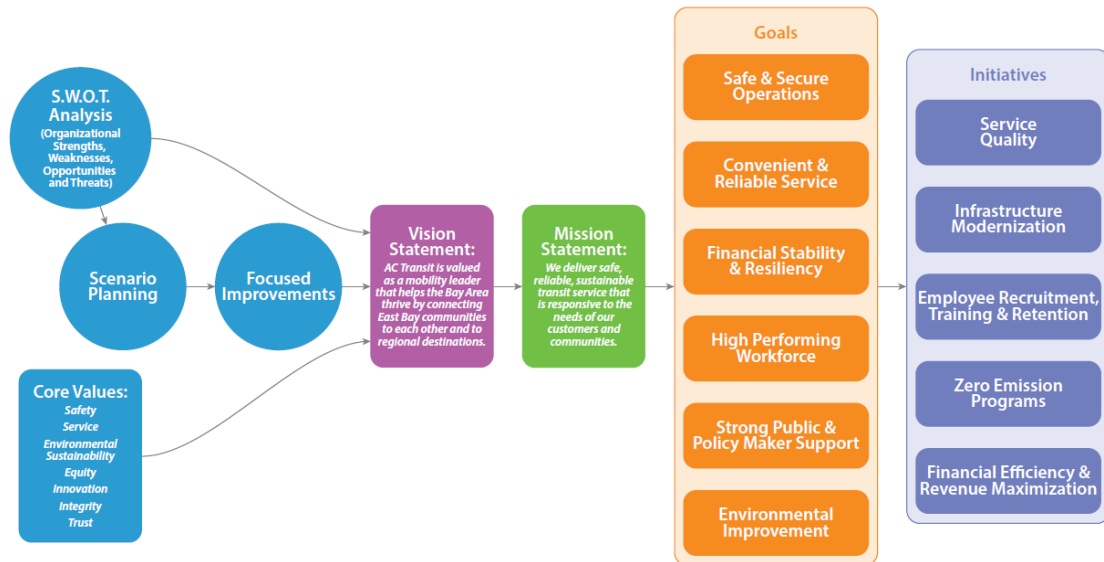 S.W.O.T.
Analysis
(Organizational
Strengths,
Weaknesses,
Opportunities
and Threats)
Scenario
Planning
Focused
Improvements
Core Values:
Safety
Service
Environmental
Sustainability
Equity
Innovation
Integrity
Trust
Vision
Statement:
AC Transit is valued
as a mobility leader
that helps the Bay Area
thrive by connecting
East Bay communities
to each other and to
regional destinations.
Mission
Statement:
We deliver safe,
reliable, sustainable
transit service that
is responsive to the
needs of our
customers and
communities.
Goals
Safe & Secure
Operations
Convenient &
Reliable Service
Financial Stability
& Resiliency
High Performing
Workforce
Strong Public &
Policy Maker Support
Environmental
Improvement
Initiatives
Service
Quality
Infrastructure
Modernization
Employee Recruitment,
Training & Retention
Zero Emission
Programs
Financial Efficiency &
Revenue Maximization